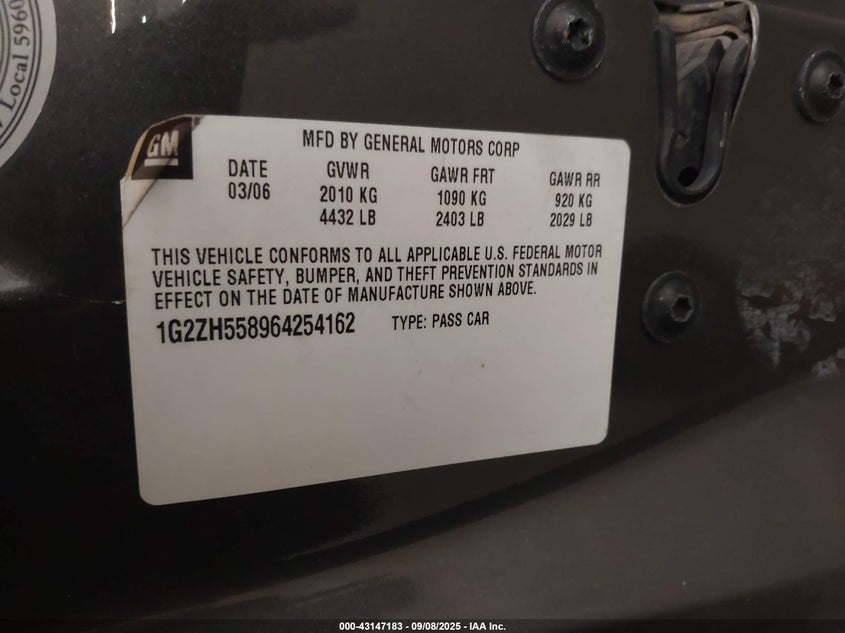 Local 5960
GM
MFD BY GENERAL MOTORS CORP
DATE GVWR GAWR FRT GAWR RR
03/06 2010 KG 1090 KG 920 KG
4432 LB 2403 LB 2029 LB
THIS VEHICLE CONFORMS TO ALL APPLICABLE U.S. FEDERAL MOTOR
VEHICLE SAFETY, BUMPER, AND THEFT PREVENTION STANDARDS IN
EFFECT ON THE DATE OF MANUFACTURE SHOWN ABOVE.
1G2ZH558964254162 TYPE: PASS CAR
000-43147183 - 09/08/2025 - IAA Inc.